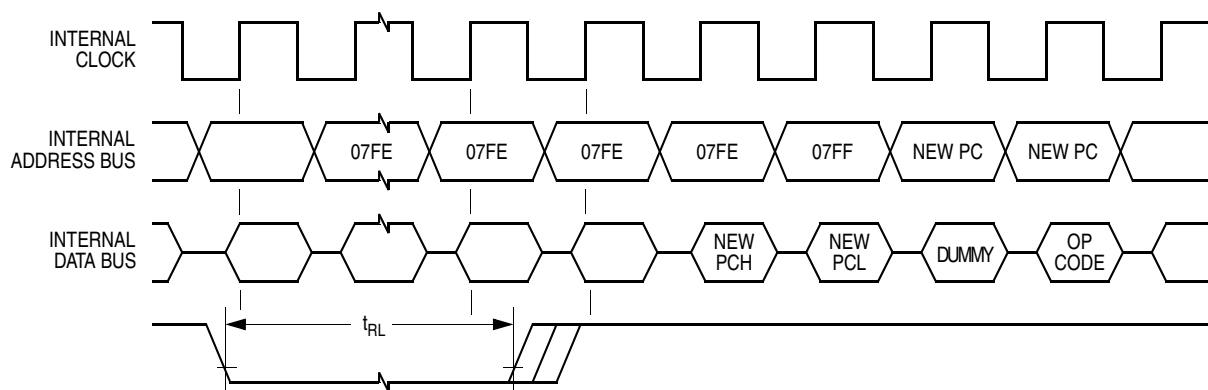 INTERNAL
CLOCK
INTERNAL
ADDRESS BUS
07FE
07FE
07FE
07FE
07FF
NEW PC
NEW PC
INTERNAL
DATA BUS
NEW
PCH
NEW
PCL
DUMMY
OP
CODE
tRL